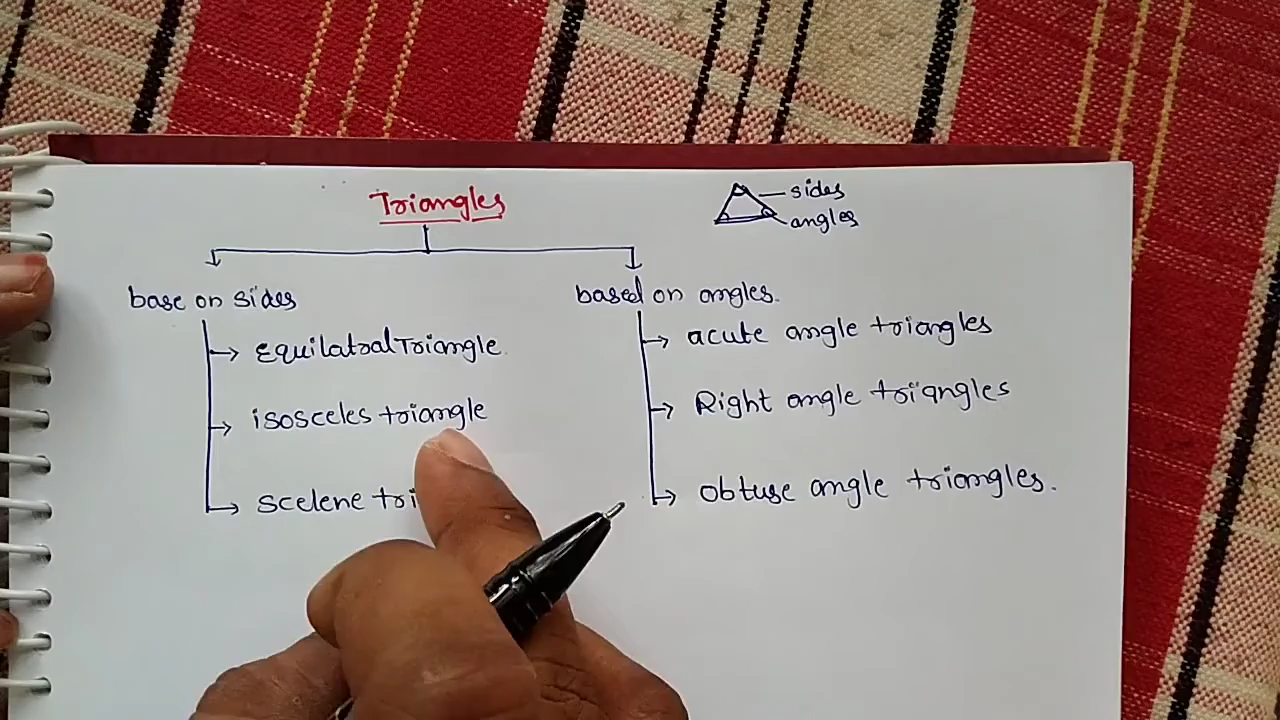 Triangles
sides
angles
base on sides
Equilatral Triangle.
isosceles triangle
scelene tri
based on angles.
acute angle triangles
Right angle triangles
obtuse angle triangles.